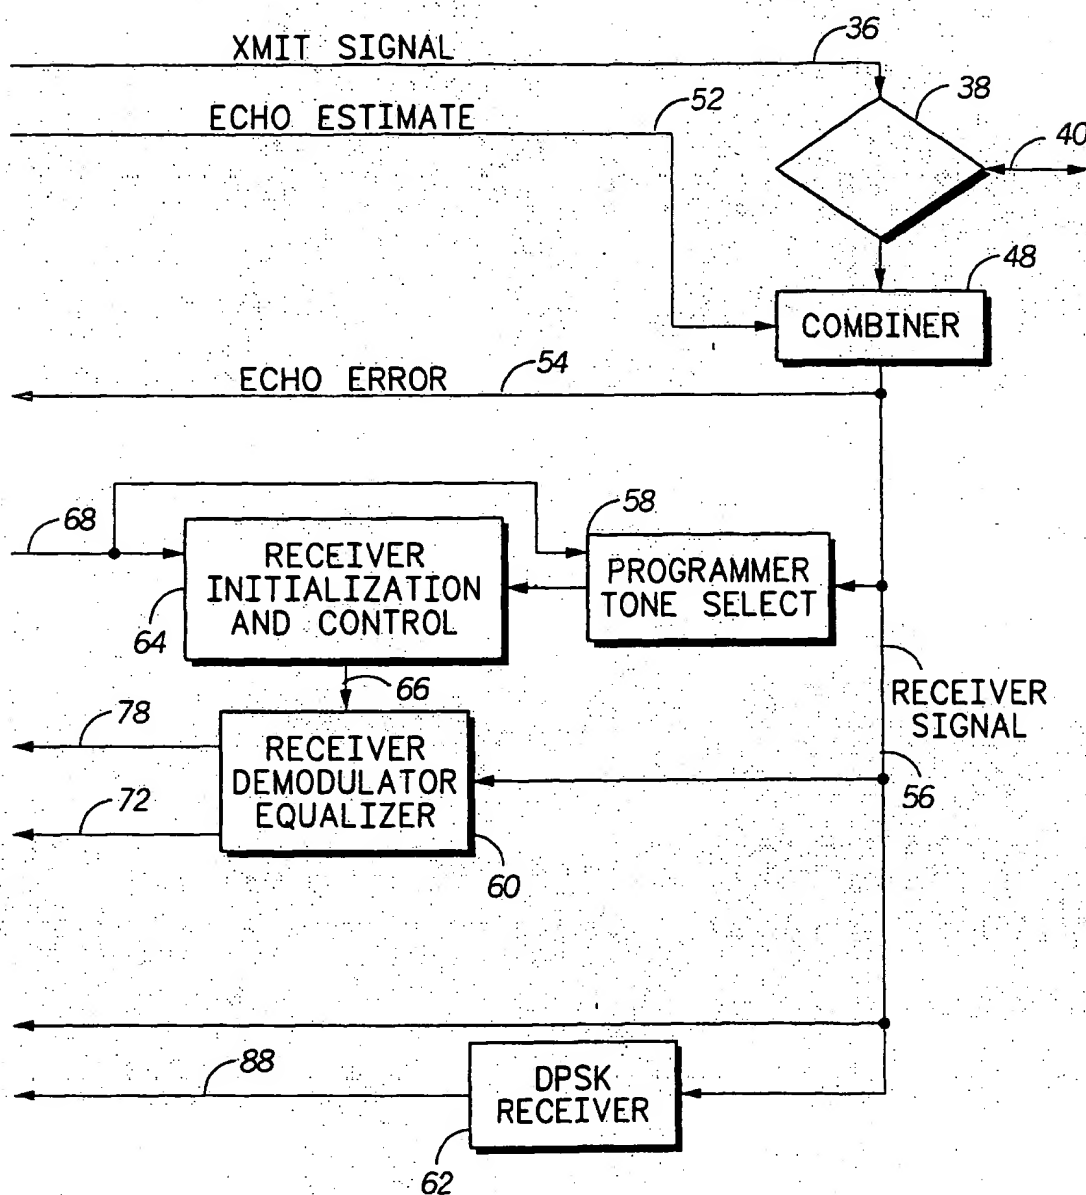 XMIT SIGNAL
36
ECHO ESTIMATE
52
38
40
48
COMBINER
ECHO ERROR
54
68
58
RECEIVER
INITIALIZATION
AND CONTROL
64
PROGRAMMER
TONE SELECT
66
RECEIVER
SIGNAL
56
78
72
RECEIVER
DEMODULATOR
EQUALIZER
60
88
DPSK
RECEIVER
62